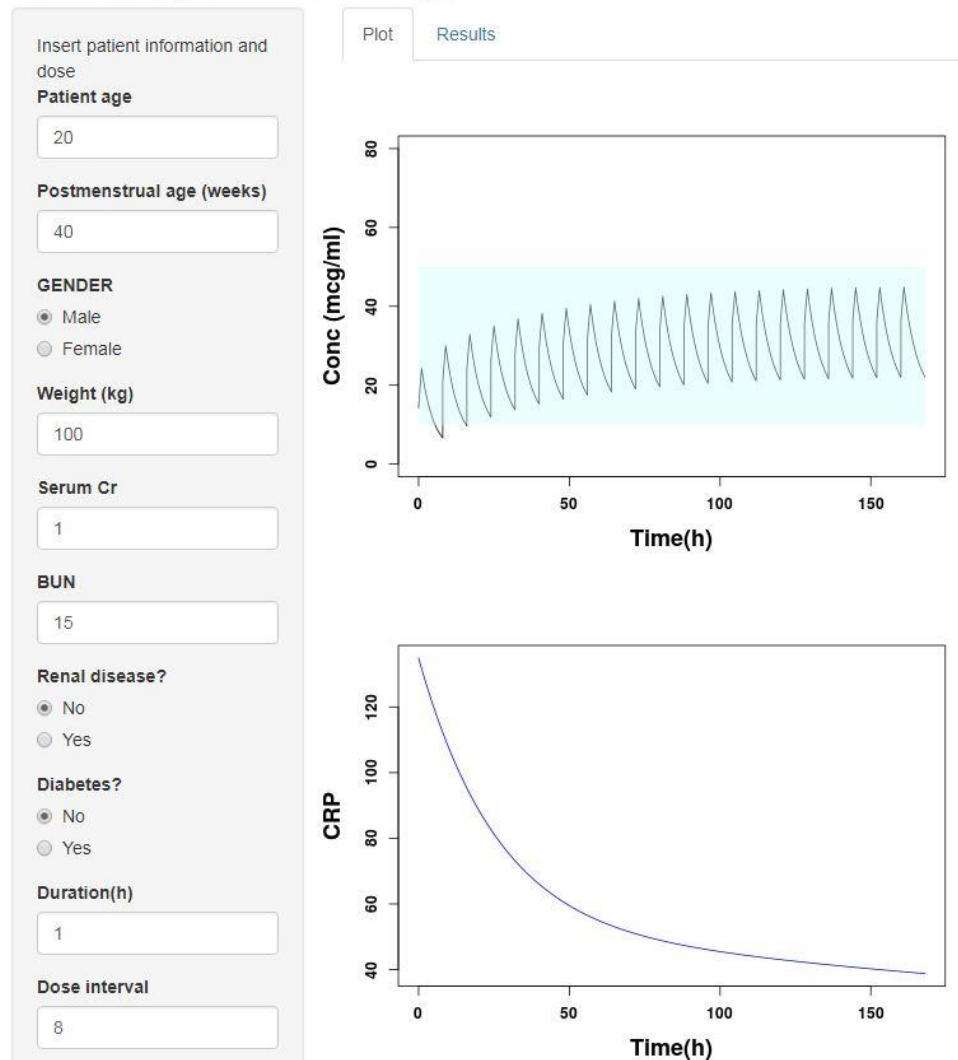 Insert patient information and
dose
Patient age
20
Postmenstrual age (weeks)
40
GENDER
Male
Female
Weight (kg)
100
Serum Cr
1
BUN
15
Renal disease?
No
Yes
Diabetes?
No
Yes
Duration(h)
1
Dose interval
8
Plot Results
Conc (mcg/ml)
80
60
40
20
0
0 50 100 150
Time(h)
CRP
120
100
80
60
40
0 50 100 150
Time(h)